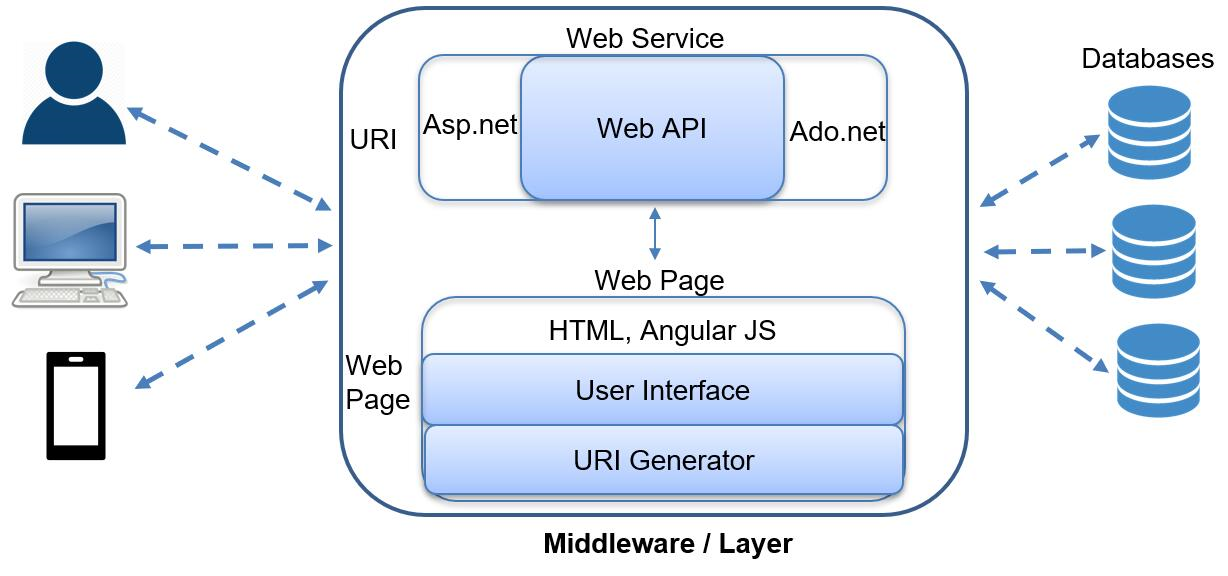 Web Service
Databases
URI
Asp.net
Web API
Ado.net
Web Page
HTML, Angular JS
Web
Page
User Interface
URI Generator
Middleware / Layer